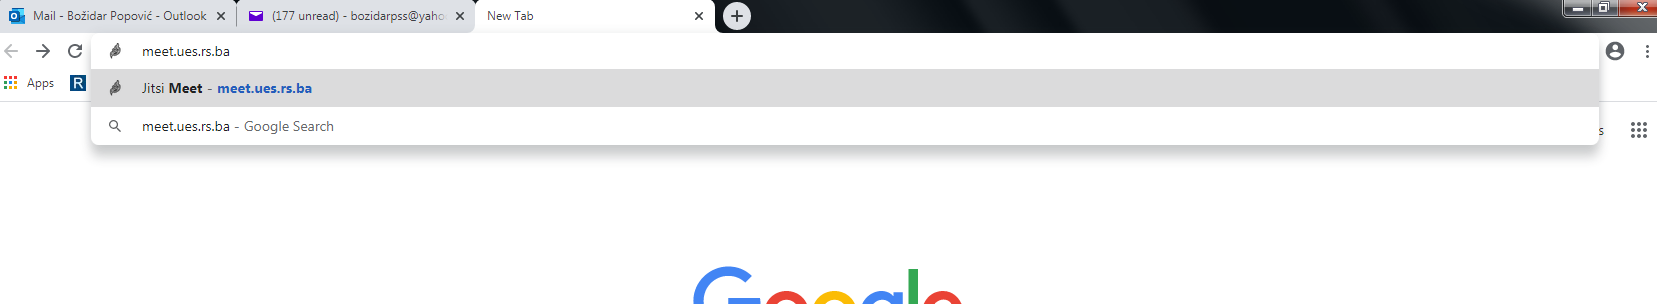 Mail - Božidar Popović - Outlook
(177 unread) - bozidarpss@yaho
New Tab
meet.ues.rs.ba
Apps
R
Jitsi Meet - meet.ues.rs.ba
meet.ues.rs.ba - Google Search
s
Google